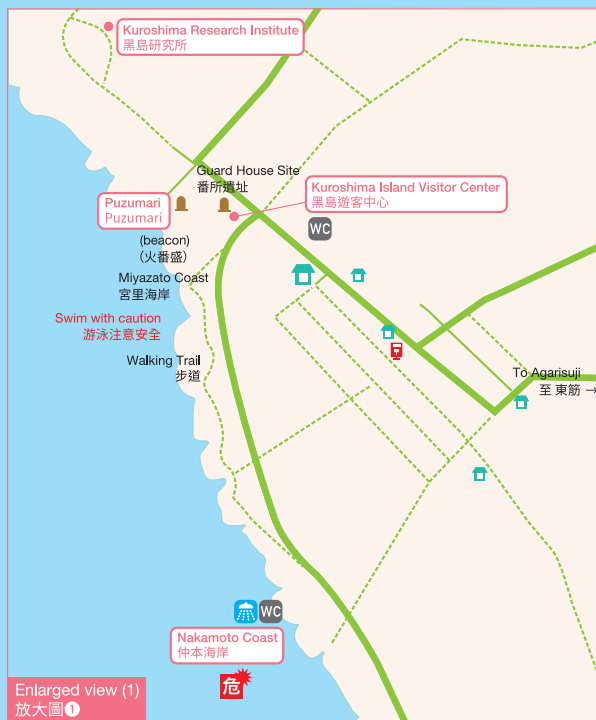 Kuroshima Research Institute
黑島研究所
Guard House Site
番所遺址
Kuroshima Island Visitor Center
黑島遊客中心
Puzumari
Puzumari
WC
(beacon)
(火番盛)
Miyazato Coast
宮里海岸
Swim with caution
游泳注意安全
Walking Trail
步道
To Agarisuji
至 東筋 →
WC
Nakamoto Coast
仲本海岸
危
Enlarged view (1)
放大圖❶